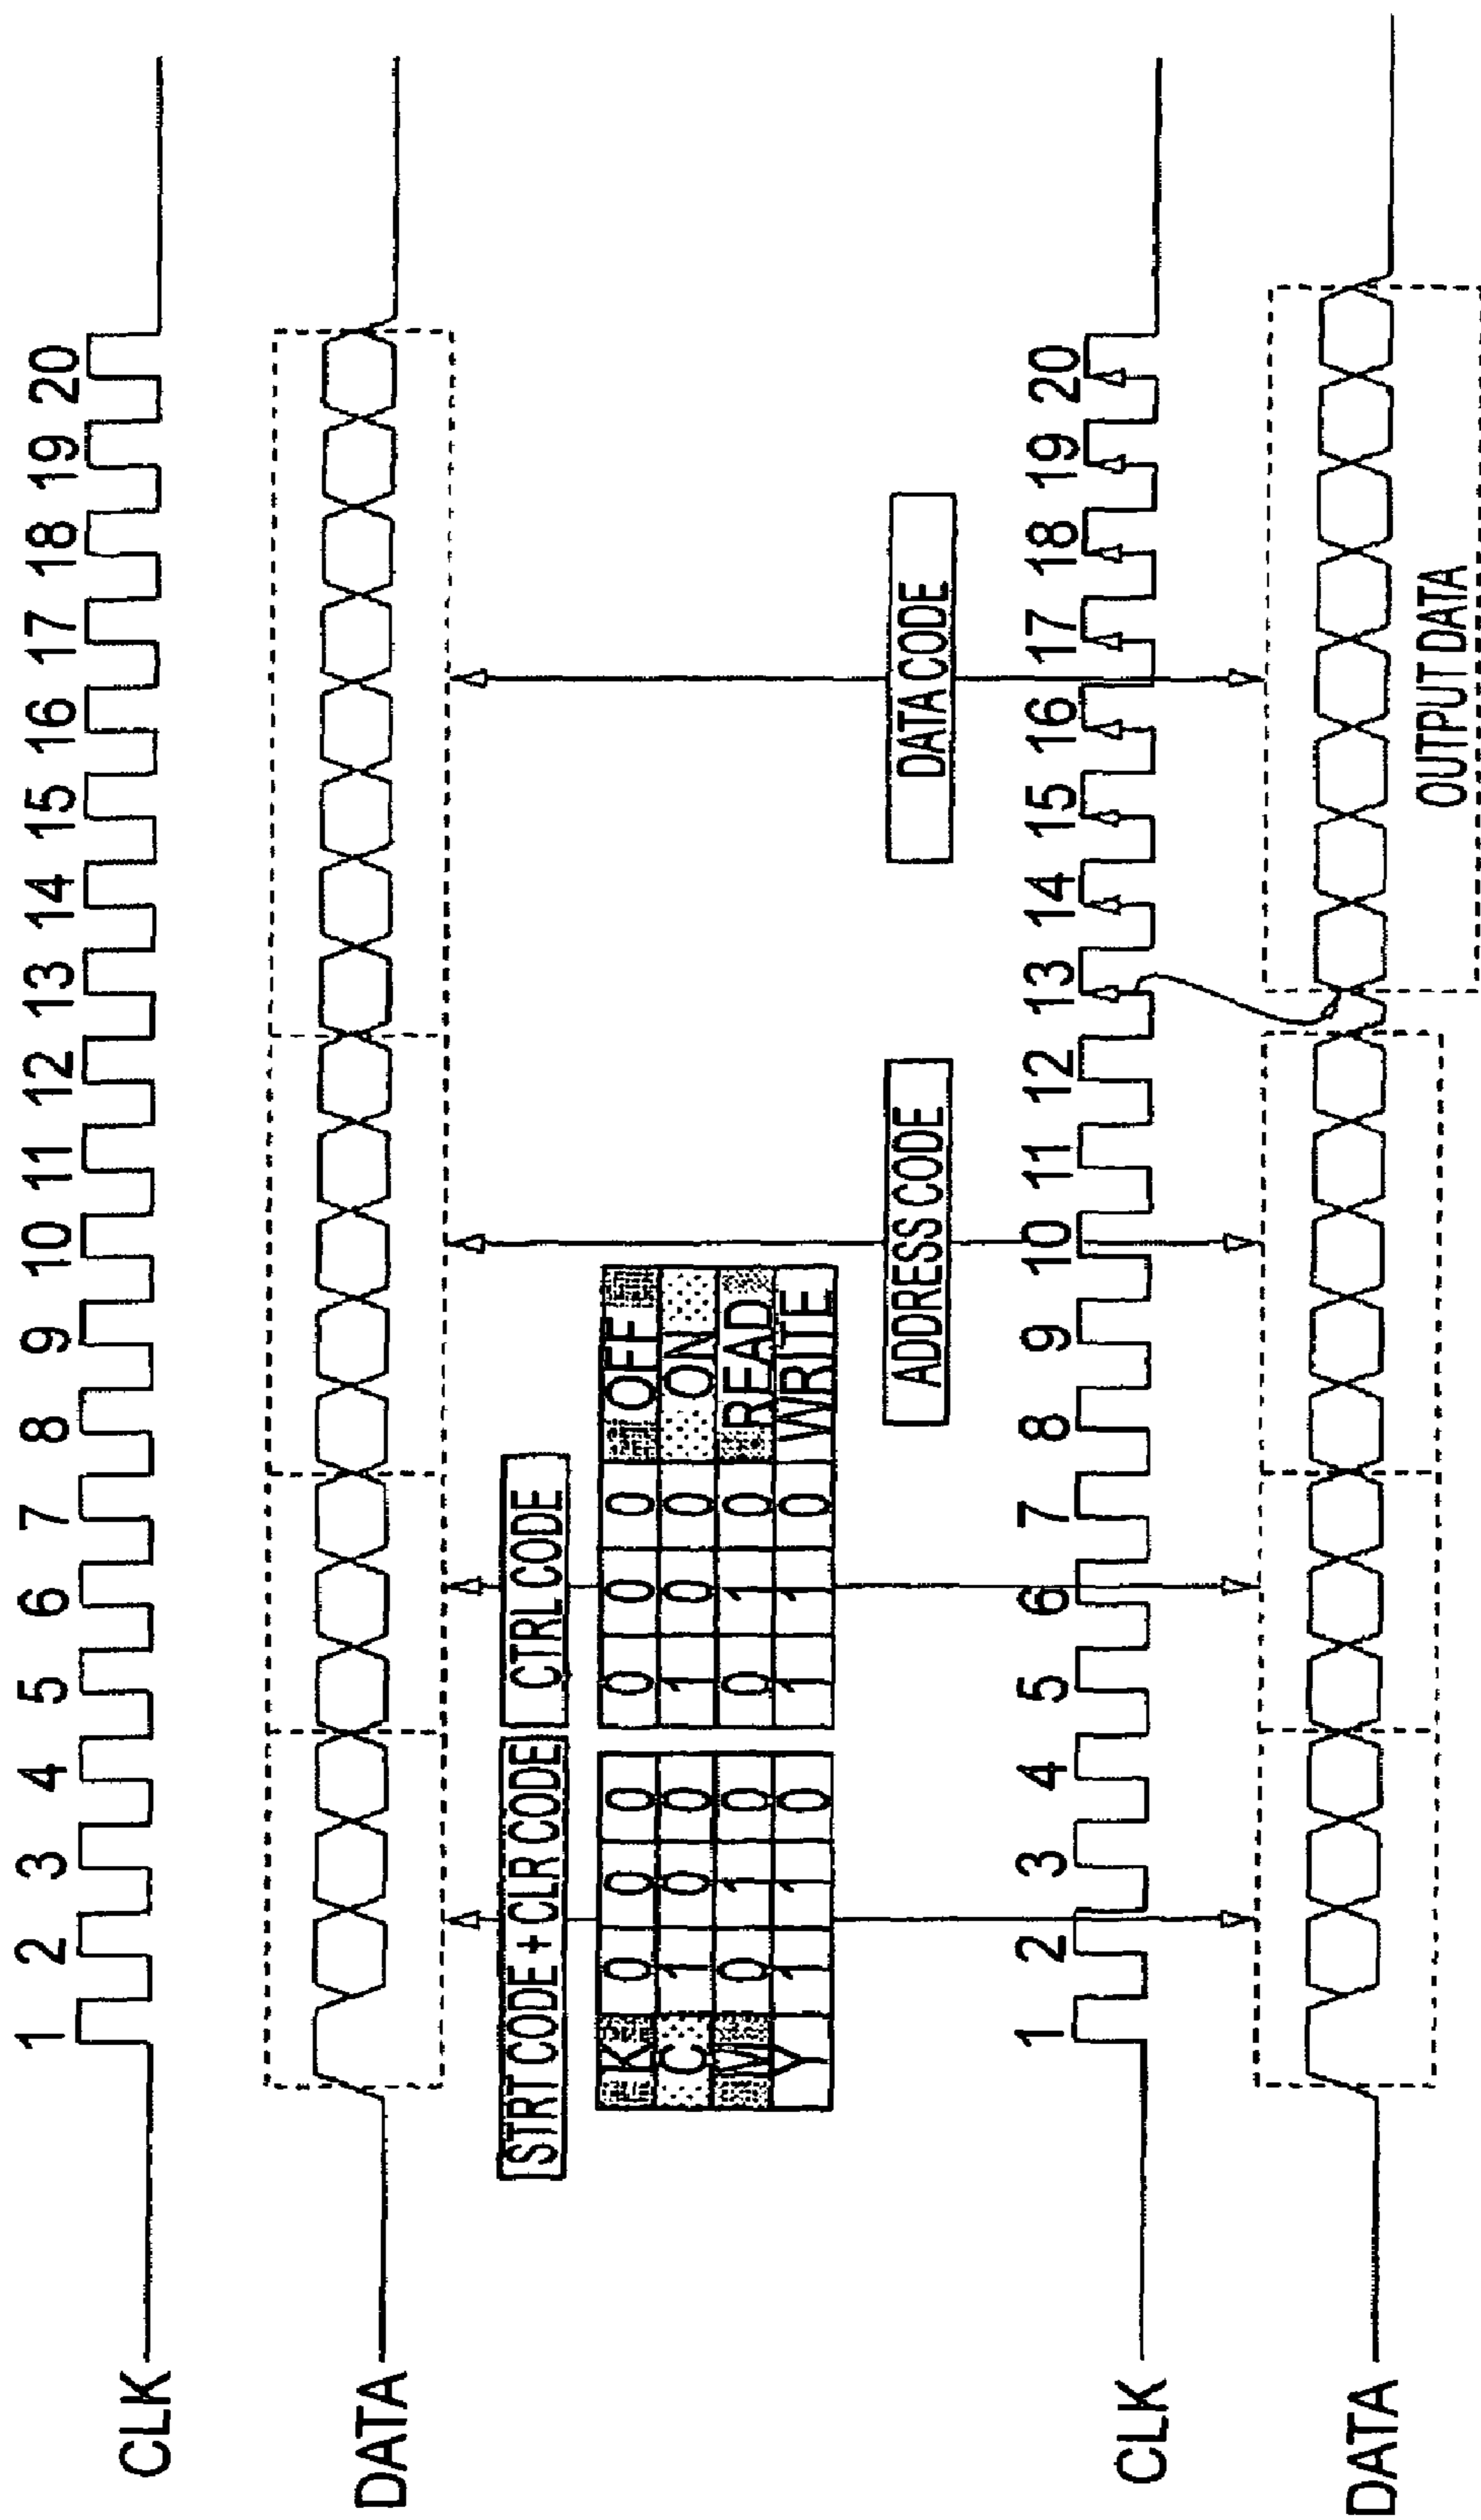 1 2 3 4 5 6 7 8 9 10 11 12 13 14 15 16 17 18 19 20
CLK
DATA
STRT CODE + CLR CODE CTRL CODE
K 0 0 0 0 0 0 OFF
C 1 0 0 1 0 0 ON
M 0 1 0 0 1 0 READ
Y 1 1 0 1 1 0 WRITE
ADDRESS CODE DATA CODE
1 2 3 4 5 6 7 8 9 10 11 12 13 14 15 16 17 18 19 20
CLK
DATA
OUTPUT DATA